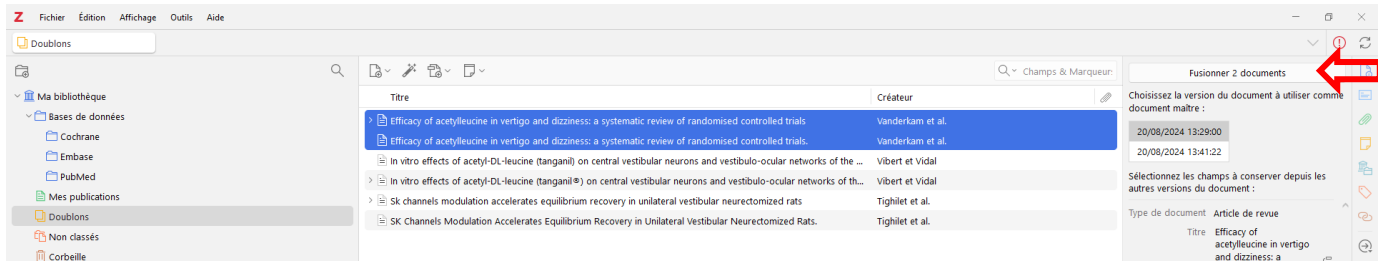 Z Fichier Édition Affichage Outils Aide
Doublons
Champs & Marqueur:
Fusionner 2 documents
Ma bibliothèque
Bases de données
Cochrane
Embase
PubMed
Mes publications
Doublons
Non classés
Corbeille
Titre Créateur
Efficacy of acetylleucine in vertigo and dizziness: a systematic review of randomised controlled trials Vanderkam et al.
Efficacy of acetylleucine in vertigo and dizziness: a systematic review of randomised controlled trials. Vanderkam et al.
In vitro effects of acetyl-DL-leucine (tanganil) on central vestibular neurons and vestibulo-ocular networks of the ... Vibert et Vidal
In vitro effects of acetyl-DL-leucine (tanganil®) on central vestibular neurons and vestibulo-ocular networks of th... Vibert et Vidal
Sk channels modulation accelerates equilibrium recovery in unilateral vestibular neurectomized rats Tighilet et al.
SK Channels Modulation Accelerates Equilibrium Recovery in Unilateral Vestibular Neurectomized Rats. Tighilet et al.
Choisissez la version du document à utiliser comme
document maître :
20/08/2024 13:29:00
20/08/2024 13:41:22
Sélectionnez les champs à conserver depuis les
autres versions du document :
Type de document Article de revue
Titre Efficacy of
acetylleucine in vertigo
and dizziness: a